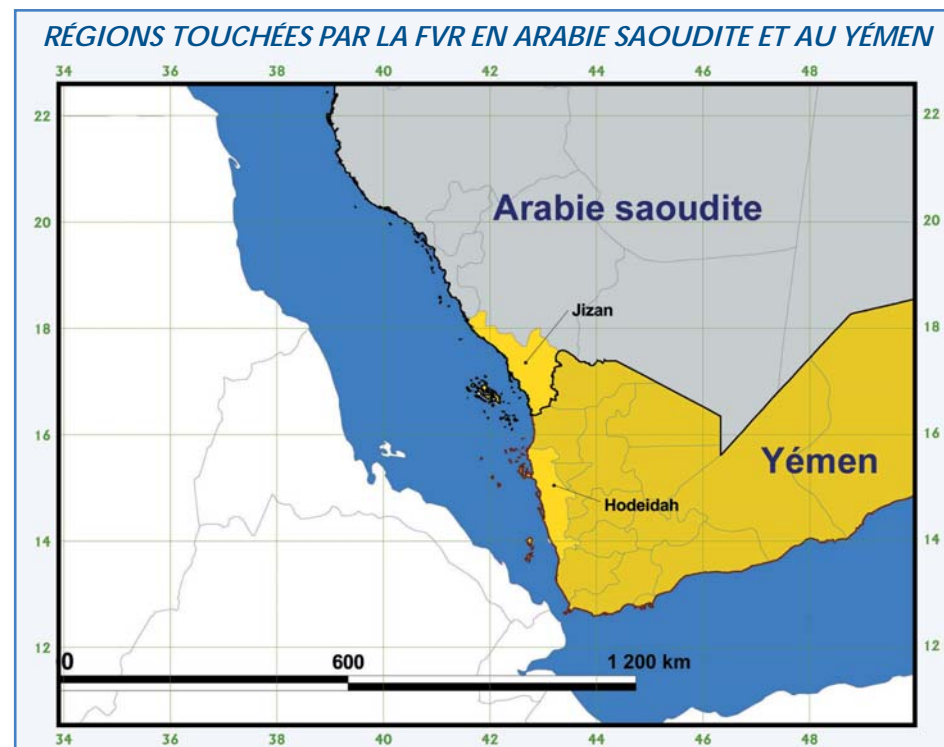 RÉGIONS TOUCHÉES PAR LA FVR EN ARABIE SAOUDITE ET AU YÉMEN
34 36 38 40 42 44 46 48
22 22
Arabie saoudite
20 20
Jizan
18 18
16 16
Yémen
Hodeidah
14 14
12 12
0 600 1 200 km
34 36 38 40 42 44 46 48